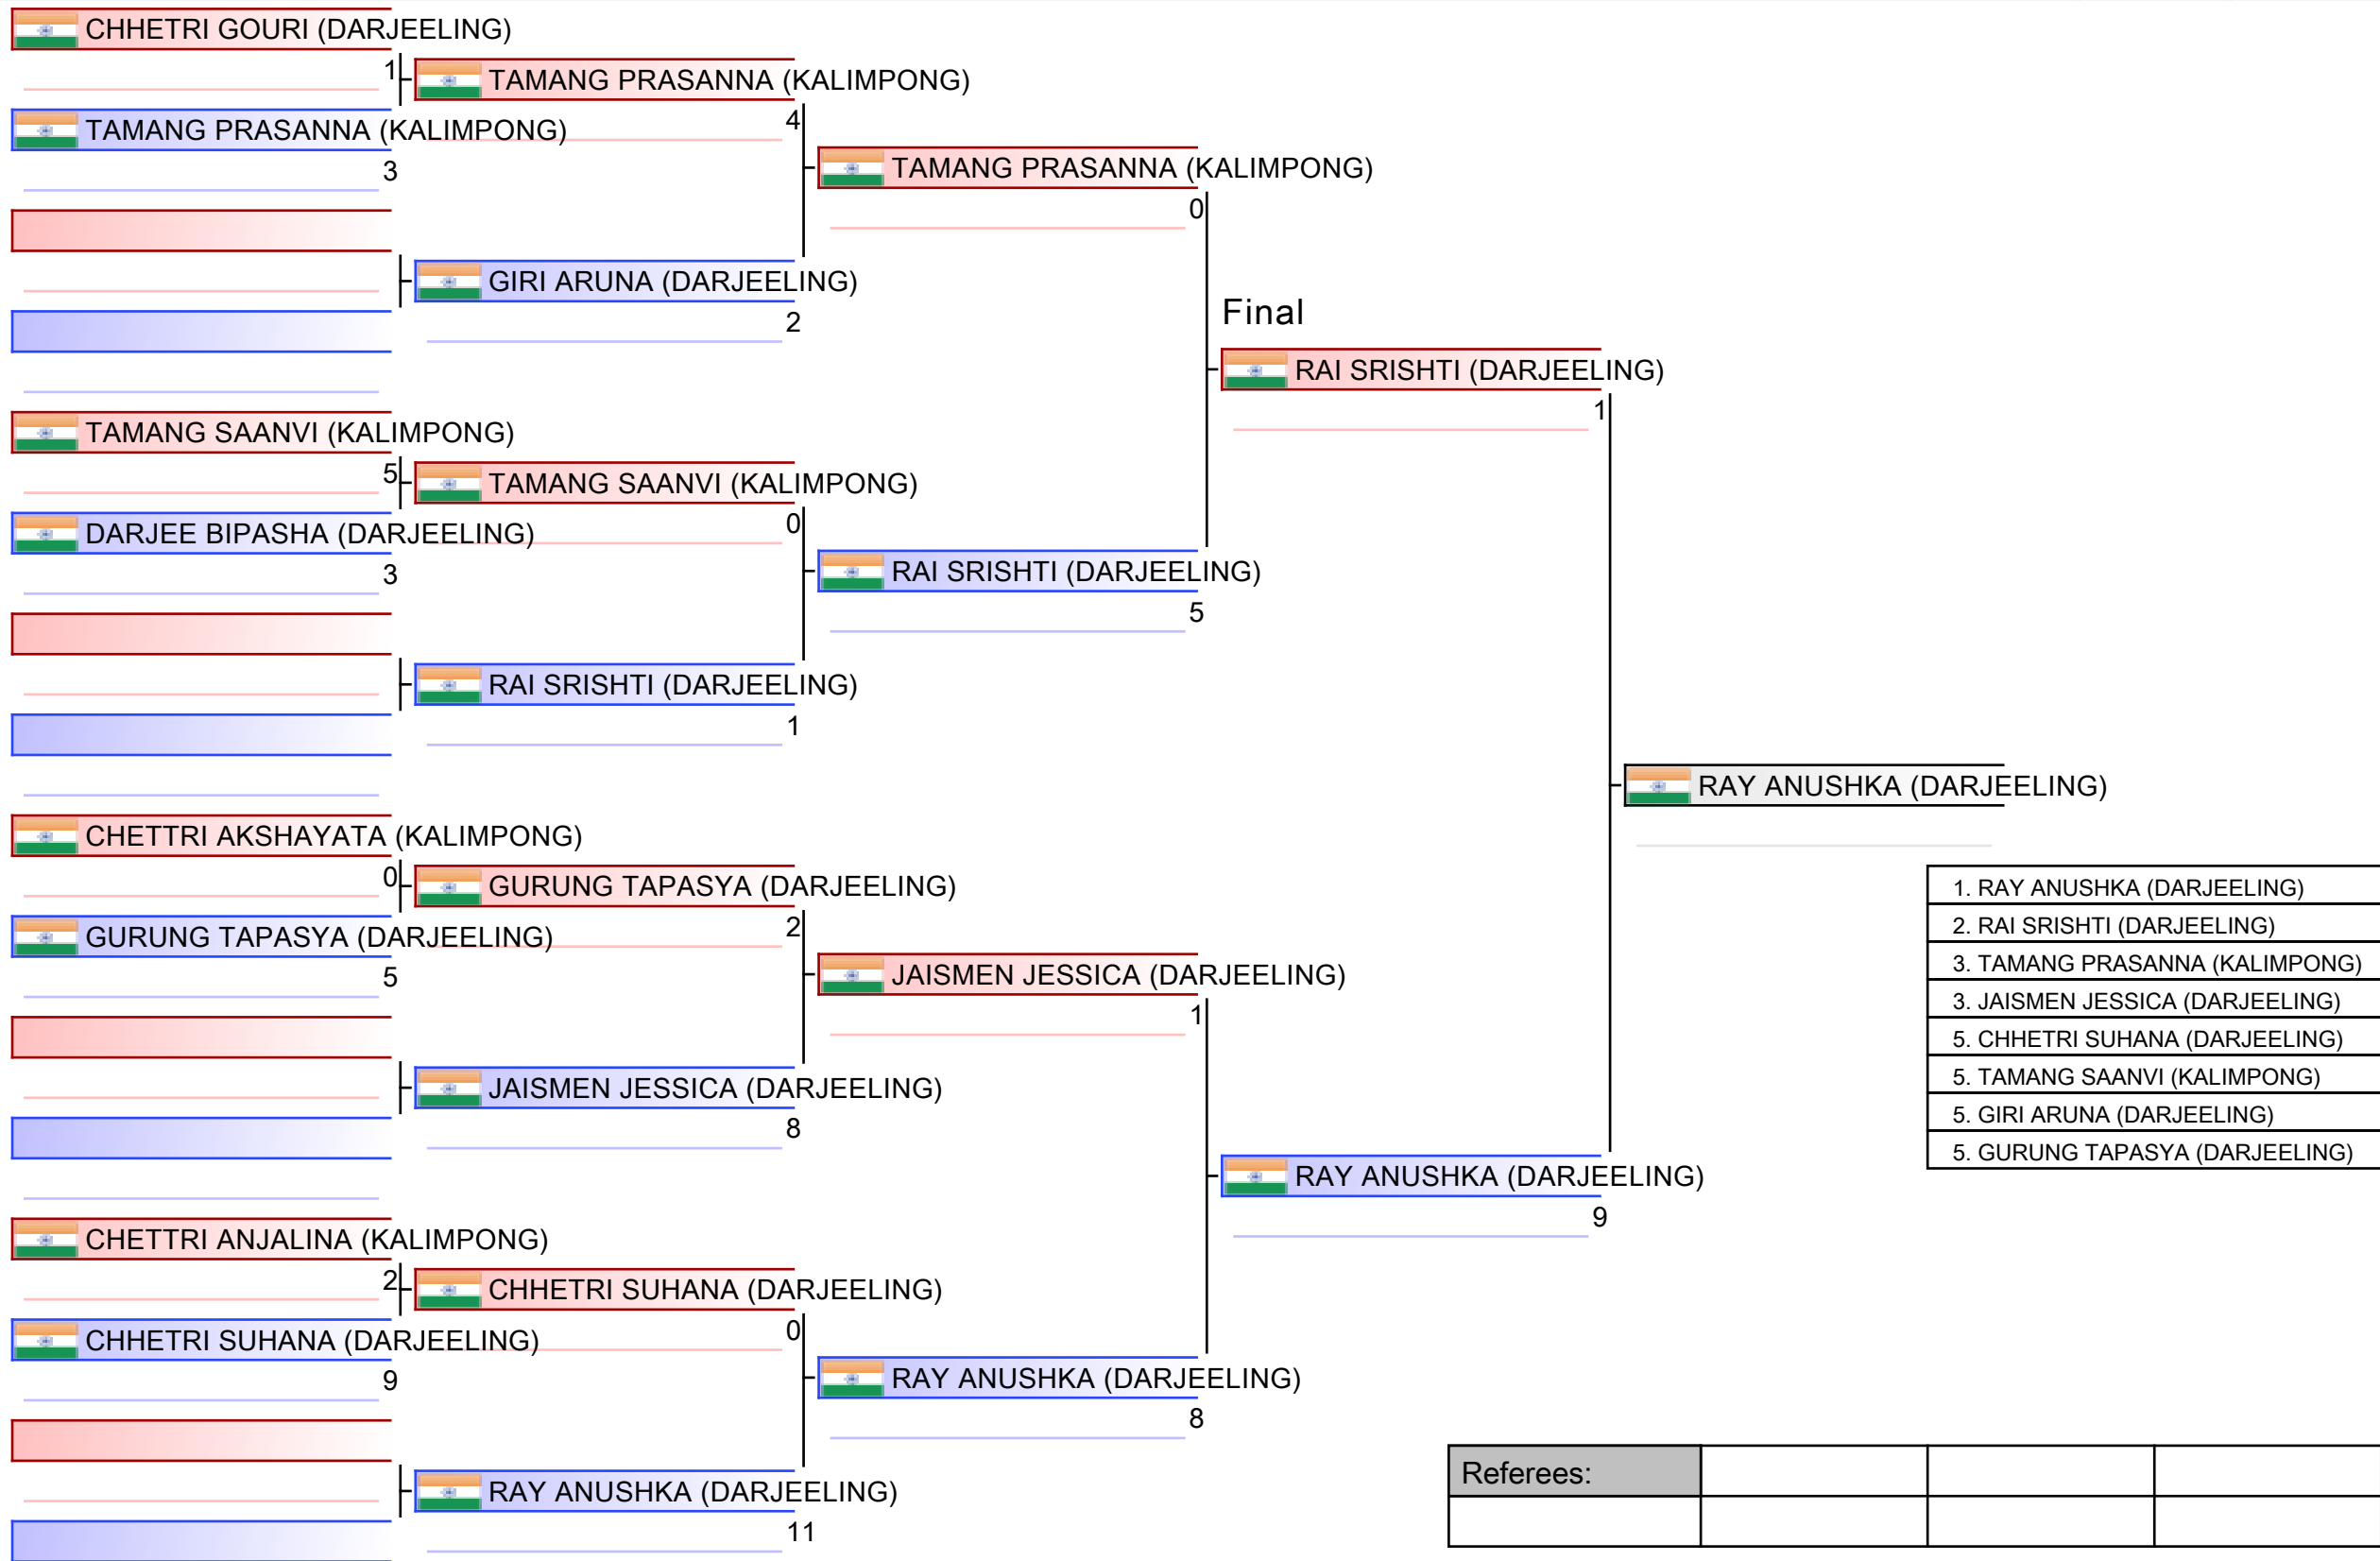 CHHETRI GOURI (DARJEELING)
1
TAMANG PRASANNA (KALIMPONG)
3
TAMANG SAANVI (KALIMPONG)
5
DARJEE BIPASHA (DARJEELING)
3
CHETTRI AKSHAYATA (KALIMPONG)
0
GURUNG TAPASYA (DARJEELING)
5
CHETTRI ANJALINA (KALIMPONG)
2
CHHETRI SUHANA (DARJEELING)
9
TAMANG PRASANNA (KALIMPONG)
4
GIRI ARUNA (DARJEELING)
2
TAMANG SAANVI (KALIMPONG)
0
RAI SRISHTI (DARJEELING)
1
GURUNG TAPASYA (DARJEELING)
2
JAISMEN JESSICA (DARJEELING)
8
CHHETRI SUHANA (DARJEELING)
0
RAY ANUSHKA (DARJEELING)
11
TAMANG PRASANNA (KALIMPONG)
0
RAI SRISHTI (DARJEELING)
5
JAISMEN JESSICA (DARJEELING)
1
RAY ANUSHKA (DARJEELING)
8
Final
RAI SRISHTI (DARJEELING)
1
RAY ANUSHKA (DARJEELING)
9
RAY ANUSHKA (DARJEELING)
1. RAY ANUSHKA (DARJEELING)
2. RAI SRISHTI (DARJEELING)
3. TAMANG PRASANNA (KALIMPONG)
3. JAISMEN JESSICA (DARJEELING)
5. CHHETRI SUHANA (DARJEELING)
5. TAMANG SAANVI (KALIMPONG)
5. GIRI ARUNA (DARJEELING)
5. GURUNG TAPASYA (DARJEELING)
Referees: